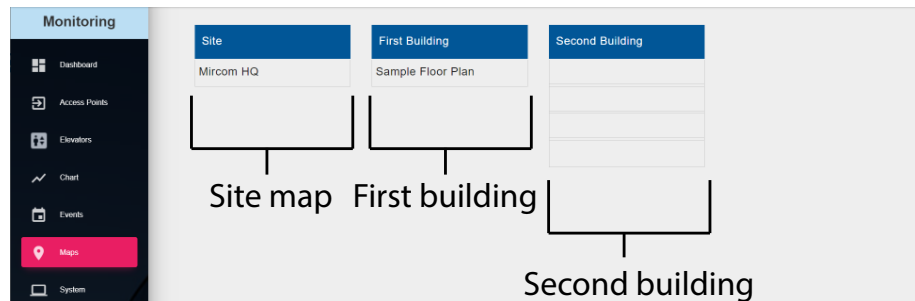 Monitoring
Dashboard
Access Points
Elevators
Chart
Events
Maps
System
Site
Mircom HQ
First Building
Sample Floor Plan
Second Building
Site map
First building
Second building